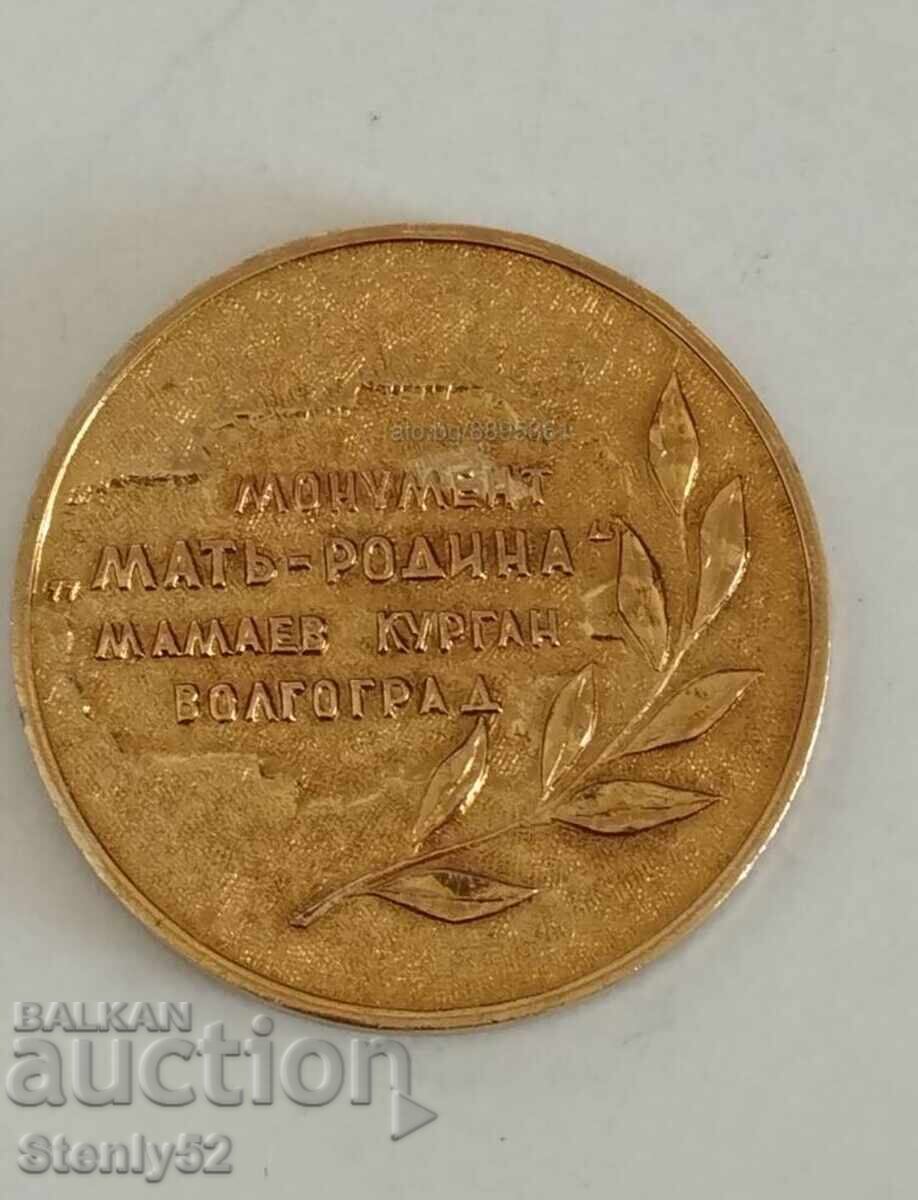 МОНУМЕНТ
„МАТЬ-РОДИНА"
МАМАЕВ КУРГАН
ВОЛГОГРАД
BALKAN
auction
Stenly52